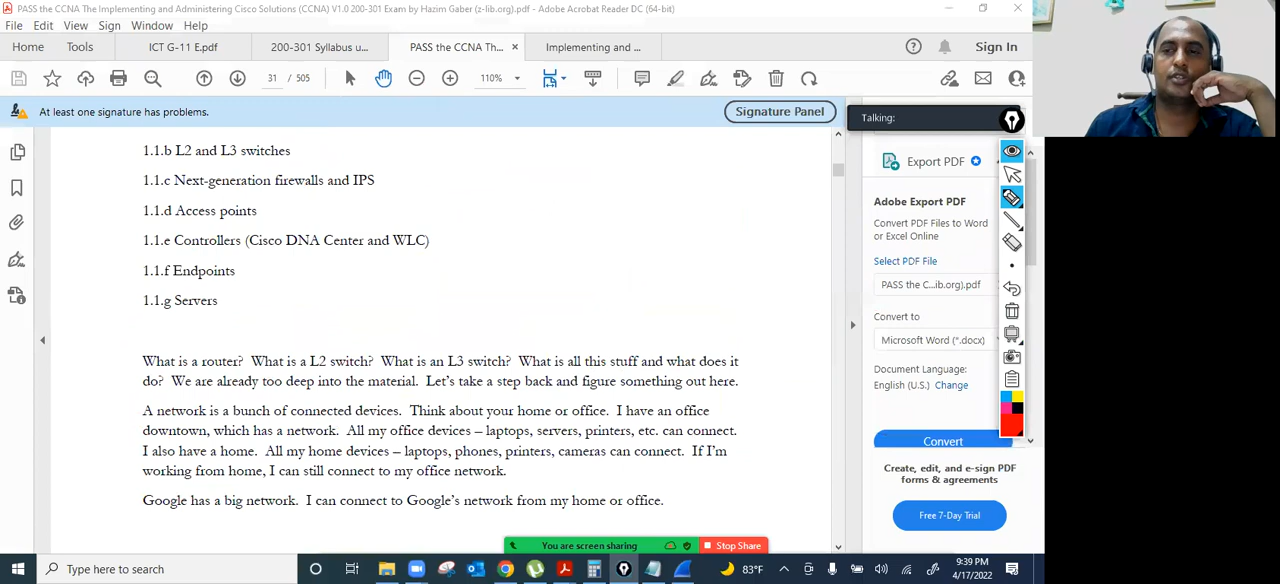 PASS the CCNA The Implementing and Administering Cisco Solutions (CCNA) V1.0 200-301 Exam by Hazim Gaber (z-lib.org).pdf - Adobe Acrobat Reader DC (64-bit)
File Edit View Sign Window Help
Home Tools ICT G-11 E.pdf 200-301 Syllabus u... PASS the CCNA Th... × Implementing and ... Sign In
31 / 505 110%
At least one signature has problems. Signature Panel
Talking:
1.1.b L2 and L3 switches
1.1.c Next-generation firewalls and IPS
1.1.d Access points
1.1.e Controllers (Cisco DNA Center and WLC)
1.1.f Endpoints
1.1.g Servers
What is a router? What is a L2 switch? What is an L3 switch? What is all this stuff and what does it
do? We are already too deep into the material. Let's take a step back and figure something out here.
A network is a bunch of connected devices. Think about your home or office. I have an office
downtown, which has a network. All my office devices – laptops, servers, printers, etc. can connect.
I also have a home. All my home devices – laptops, phones, printers, cameras can connect. If I'm
working from home, I can still connect to my office network.
Google has a big network. I can connect to Google's network from my home or office.
Export PDF
Adobe Export PDF
Convert PDF Files to Word
or Excel Online
Select PDF File
PASS the C...ib.org).pdf
Convert to
Microsoft Word (*.docx)
Document Language:
English (U.S.) Change
Convert
Create, edit, and e-sign PDF
forms & agreements
Free 7-Day Trial
You are screen sharing Stop Share
Type here to search
83°F
9:39 PM
4/17/2022